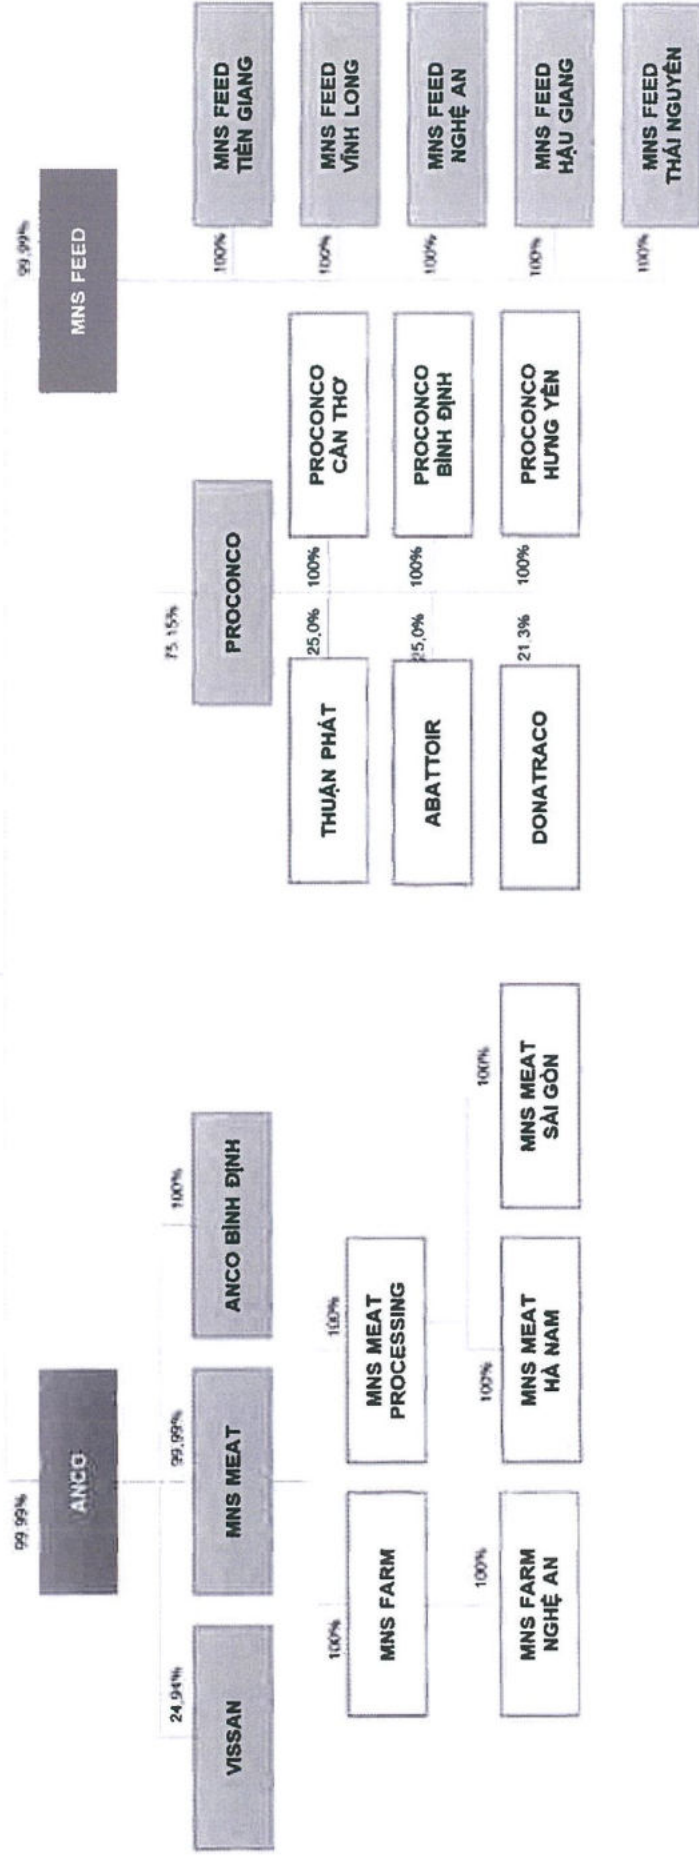 99,99%
99,99%
ANCO
MNS FEED
24,94%
99,99%
100%
75.15%
VISSAN
MNS MEAT
ANCO BÌNH ĐỊNH
PROCONCO
100%
MNS FEED
TIỀN GIANG
100%
100%
25,0%
100%
100%
MNS FARM
MNS MEAT
PROCESSING
THUẬN PHÁT
PROCONCO
CẦN THƠ
MNS FEED
VĨNH LONG
25,0%
100%
100%
ABATTOIR
PROCONCO
BÌNH ĐỊNH
MNS FEED
NGHỆ AN
100%
100%
100%
21.3%
100%
100%
MNS FARM
NGHỆ AN
MNS MEAT
HÀ NAM
MNS MEAT
SÀI GÒN
DONATRACO
PROCONCO
HƯNG YÊN
MNS FEED
HẬU GIANG
100%
MNS FEED
THÁI NGUYÊN